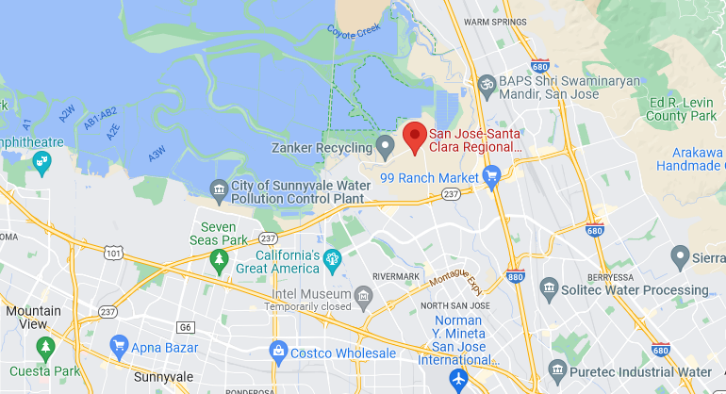 WARM SPRINGS
Coyote Creek
680
BAPS Shri Swaminaryan
Mandir, San Jose
Ed R. Levin
County Park
rk
A1
A2W
AB1:AB2
A2E
A3W
mphitheatre
Zanker Recycling
San José-Santa
Clara Regional...
Arakawa
Handmade C
99 Ranch Market
237
City of Sunnyvale Water
Pollution Control Plant
Seven
Seas Park
237
680
OMA
101
California's
Great America
Sierra
RIVERMARK
Montague Expy
880
BERRYESSA
Solitec Water Processing
Intel Museum
Temporarily closed
NORTH SAN JOSE
Mountain
View
237
G6
Norman
Y. Mineta
San Jose
International...
Apna Bazar
Costco Wholesale
680
Cuesta Park
Sunnyvale
Puretec Industrial Water
PONDEROSA